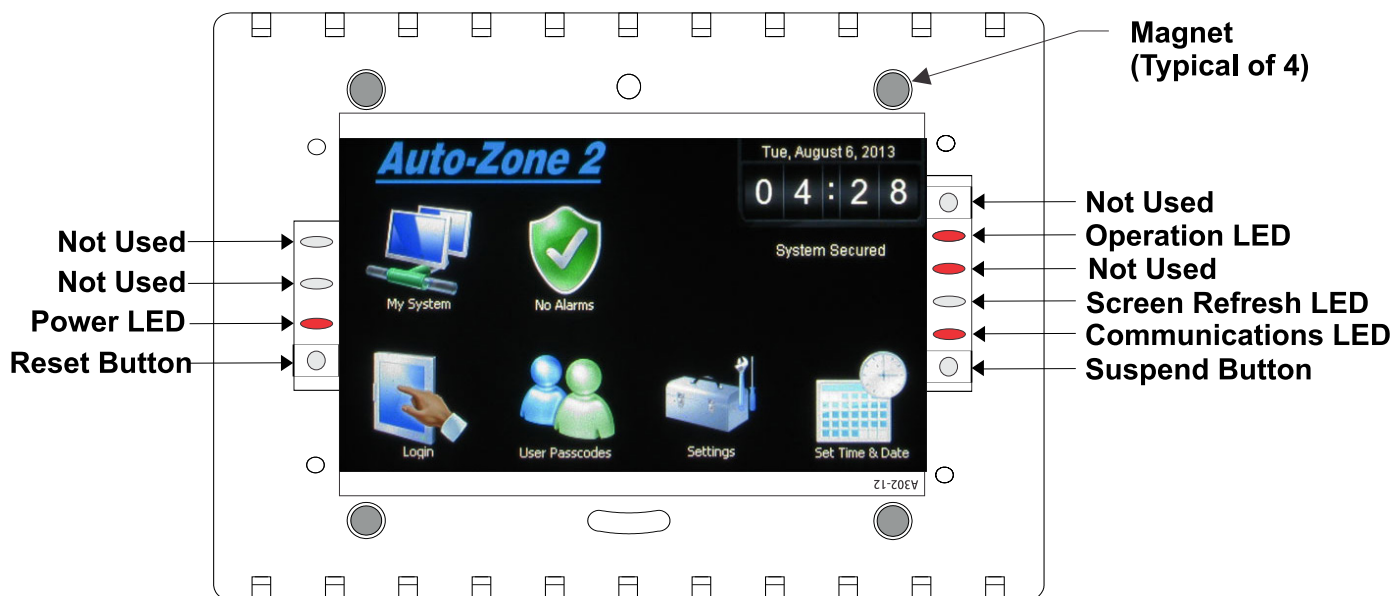 Magnet
(Typical of 4)
Auto-Zone 2
Tue, August 6, 2013
04:28
System Secured
My System
No Alarms
Login
User Passcodes
Settings
Set Time & Date
A302-12
Not Used
Not Used
Power LED
Reset Button
Not Used
Operation LED
Not Used
Screen Refresh LED
Communications LED
Suspend Button